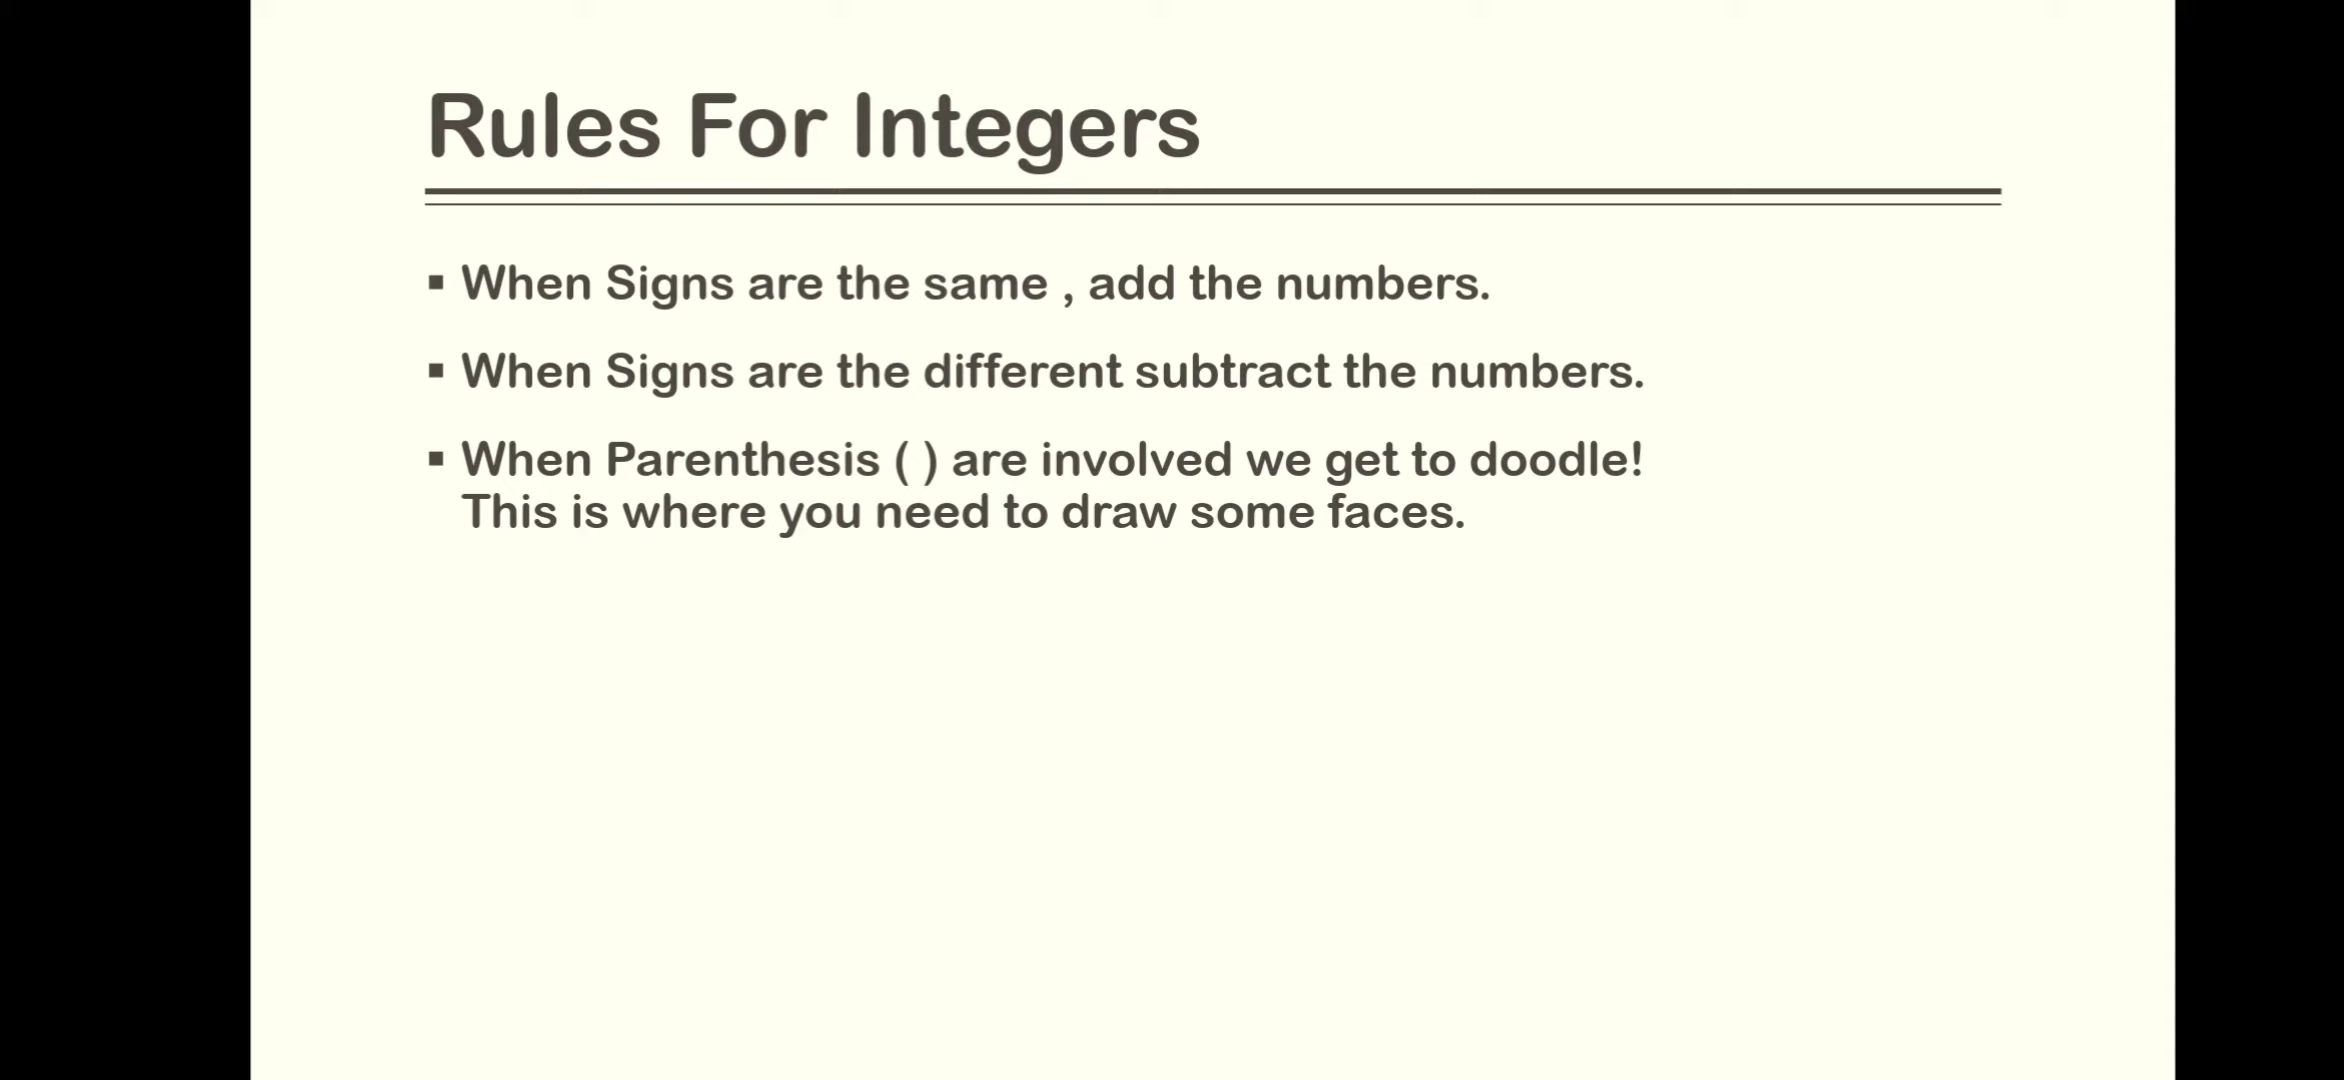 Rules For Integers
▪ When Signs are the same , add the numbers.
▪ When Signs are the different subtract the numbers.
▪ When Parenthesis ( ) are involved we get to doodle!
This is where you need to draw some faces.